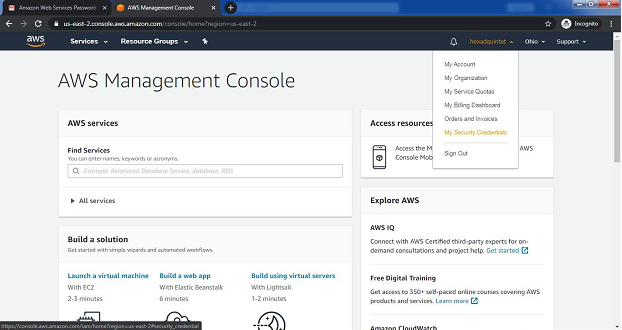 Amazon Web Services Password
AWS Management Console
us-east-2.console.aws.amazon.com/console/home?region=us-east-2
Incognito
aws
Services
Resource Groups
hexadquintet
Ohio
Support
My Account
My Organization
My Service Quotas
My Billing Dashboard
Orders and Invoices
My Security Credentials
Sign Out
AWS Management Console
AWS services
Find Services
You can enter names, keywords or acronyms.
Example: Relational Database Service, database, RDS
All services
Build a solution
Get started with simple wizards and automated workflows.
Launch a virtual machine
With EC2
2-3 minutes
Build a web app
With Elastic Beanstalk
6 minutes
Build using virtual servers
With Lightsail
1-2 minutes
Access resources
Access the M
AWS
Console Mob
Explore AWS
AWS IQ
Connect with AWS Certified third-party experts for on-
demand consultations and project help. Get started
Free Digital Training
Get access to 350+ self-paced online courses covering AWS
products and services. Learn more
Amazon CloudWatch
https://console.aws.amazon.com/iam/home?region=us-east-2#security_credential